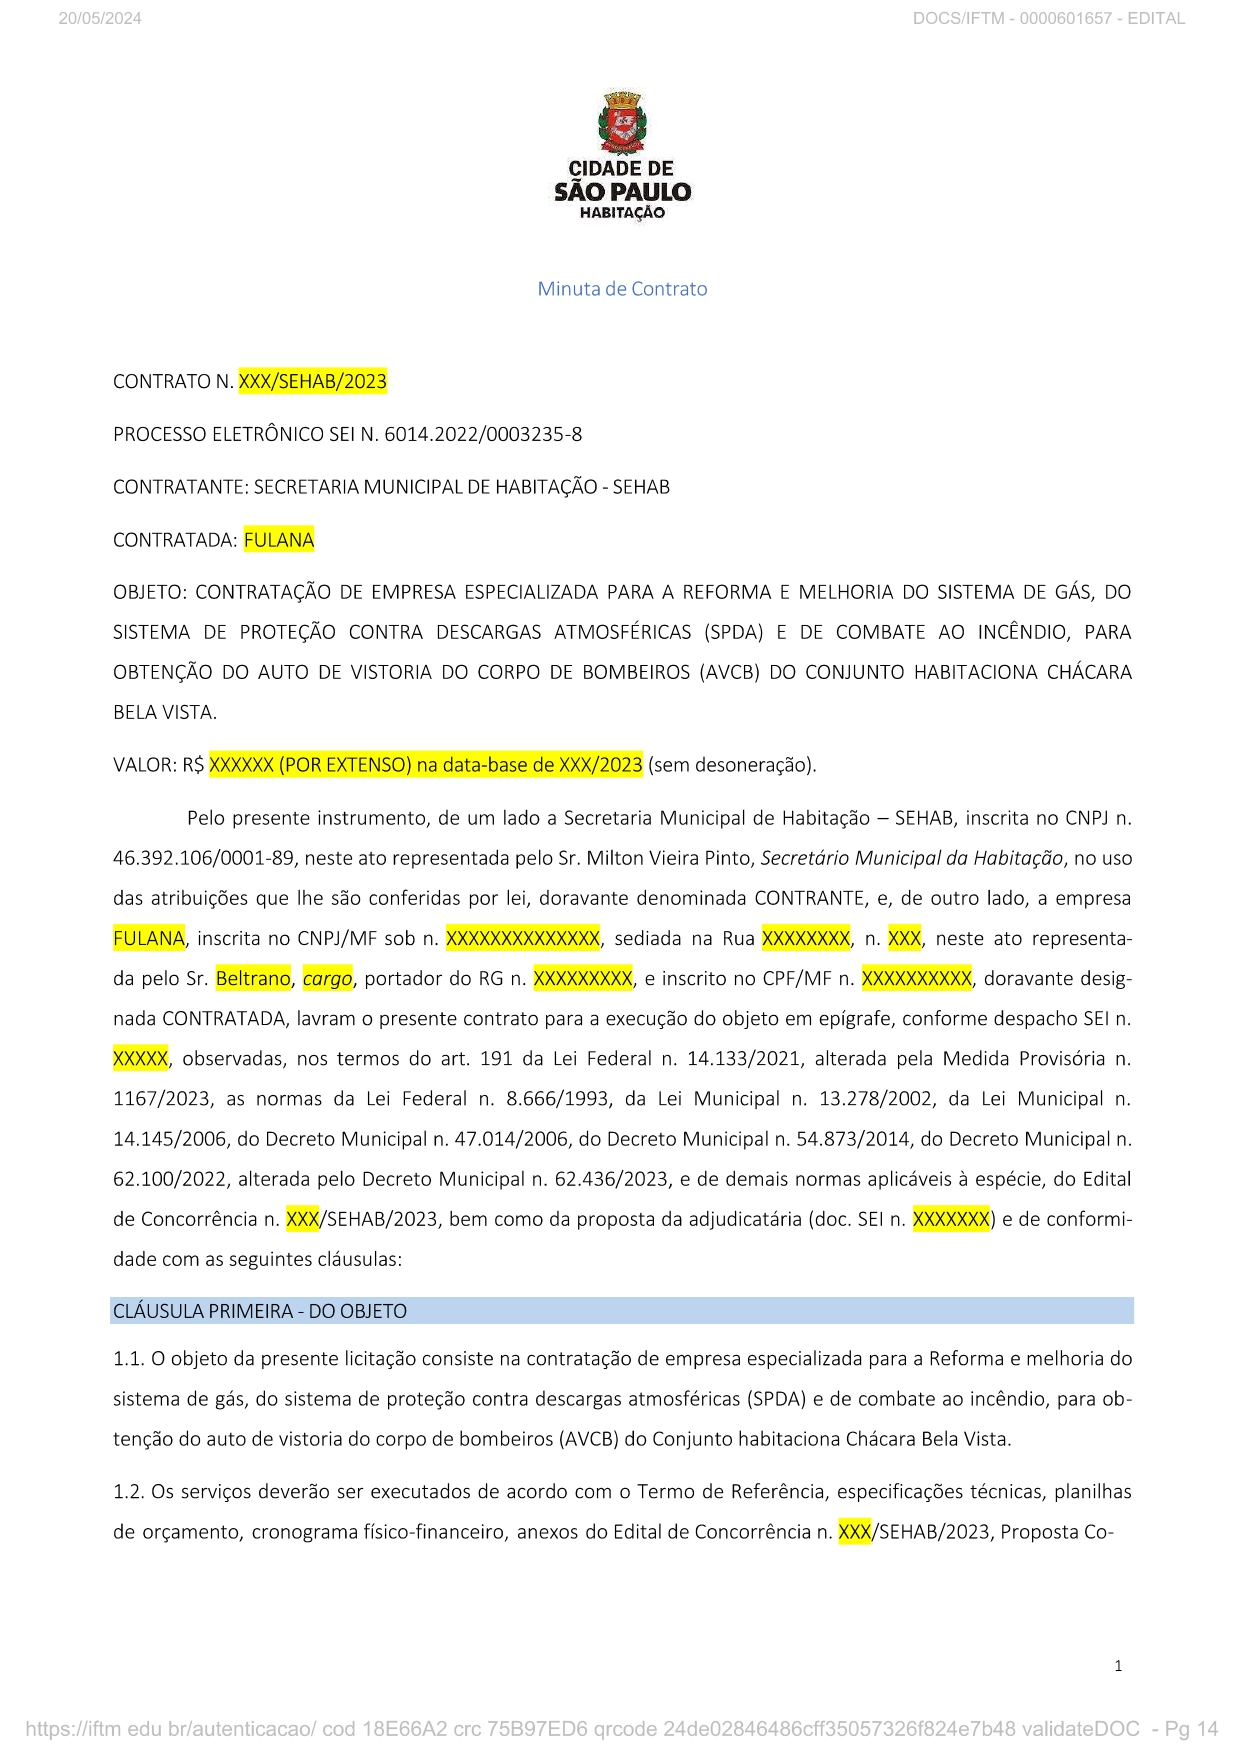 20/05/2024
DOCS/IFTM - 0000601657 - EDITAL
CIDADE DE
SÃO PAULO
HABITAÇÃO
Minuta de Contrato
CONTRATO N. XXX/SEHAB/2023
PROCESSO ELETRÔNICO SEI N. 6014.2022/0003235-8
CONTRATANTE: SECRETARIA MUNICIPAL DE HABITAÇÃO - SEHAB
CONTRATADA: FULANA
OBJETO: CONTRATAÇÃO DE EMPRESA ESPECIALIZADA PARA A REFORMA E MELHORIA DO SISTEMA DE GÁS, DO
SISTEMA DE PROTEÇÃO CONTRA DESCARGAS ATMOSFÉRICAS (SPDA) E DE COMBATE AO INCÊNDIO, PARA
OBTENÇÃO DO AUTO DE VISTORIA DO CORPO DE BOMBEIROS (AVCB) DO CONJUNTO HABITACIONA CHÁCARA
BELA VISTA.
VALOR: R$ XXXXXX (POR EXTENSO) na data-base de XXX/2023 (sem desoneração).
Pelo presente instrumento, de um lado a Secretaria Municipal de Habitação – SEHAB, inscrita no CNPJ n.
46.392.106/0001-89, neste ato representada pelo Sr. Milton Vieira Pinto, Secretário Municipal da Habitação, no uso
das atribuições que lhe são conferidas por lei, doravante denominada CONTRANTE, e, de outro lado, a empresa
FULANA, inscrita no CNPJ/MF sob n. XXXXXXXXXXXXXX, sediada na Rua XXXXXXXX, n. XXX, neste ato representa-
da pelo Sr. Beltrano, cargo, portador do RG n. XXXXXXXXX, e inscrito no CPF/MF n. XXXXXXXXXX, doravante desig-
nada CONTRATADA, lavram o presente contrato para a execução do objeto em epígrafe, conforme despacho SEI n.
XXXXX, observadas, nos termos do art. 191 da Lei Federal n. 14.133/2021, alterada pela Medida Provisória n.
1167/2023, as normas da Lei Federal n. 8.666/1993, da Lei Municipal n. 13.278/2002, da Lei Municipal n.
14.145/2006, do Decreto Municipal n. 47.014/2006, do Decreto Municipal n. 54.873/2014, do Decreto Municipal n.
62.100/2022, alterada pelo Decreto Municipal n. 62.436/2023, e de demais normas aplicáveis à espécie, do Edital
de Concorrência n. XXX/SEHAB/2023, bem como da proposta da adjudicatária (doc. SEI n. XXXXXXX) e de conformi-
dade com as seguintes cláusulas:
CLÁUSULA PRIMEIRA - DO OBJETO
1.1. O objeto da presente licitação consiste na contratação de empresa especializada para a Reforma e melhoria do
sistema de gás, do sistema de proteção contra descargas atmosféricas (SPDA) e de combate ao incêndio, para ob-
tenção do auto de vistoria do corpo de bombeiros (AVCB) do Conjunto habitaciona Chácara Bela Vista.
1.2. Os serviços deverão ser executados de acordo com o Termo de Referência, especificações técnicas, planilhas
de orçamento, cronograma físico-financeiro, anexos do Edital de Concorrência n. XXX/SEHAB/2023, Proposta Co-
1
https://iftm edu br/autenticacao/ cod 18E66A2 crc 75B97ED6 qrcode 24de02846486cff35057326f824e7b48 validateDOC - Pg 14